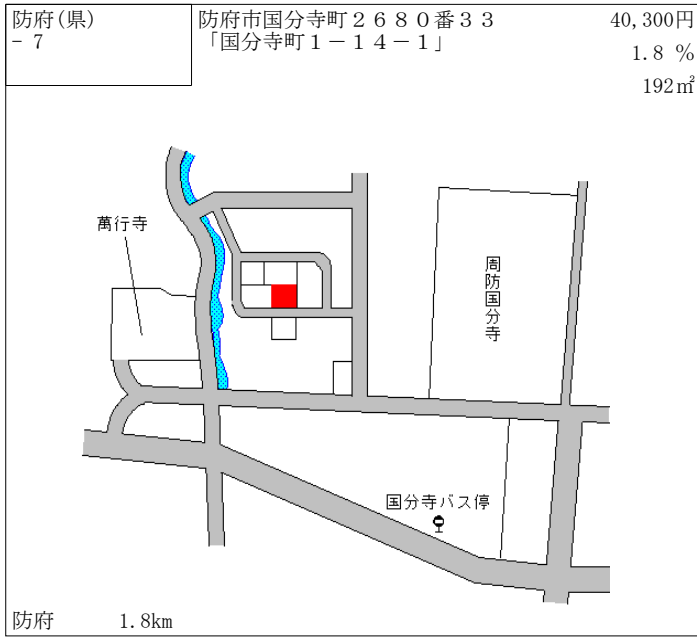 防府(県)
- 7
防府市国分寺町２６８０番３３
「国分寺町１－１４－１」
40,300円
1.8 %
192㎡
萬行寺
周防国分寺
国分寺バス停
防府 1.8km